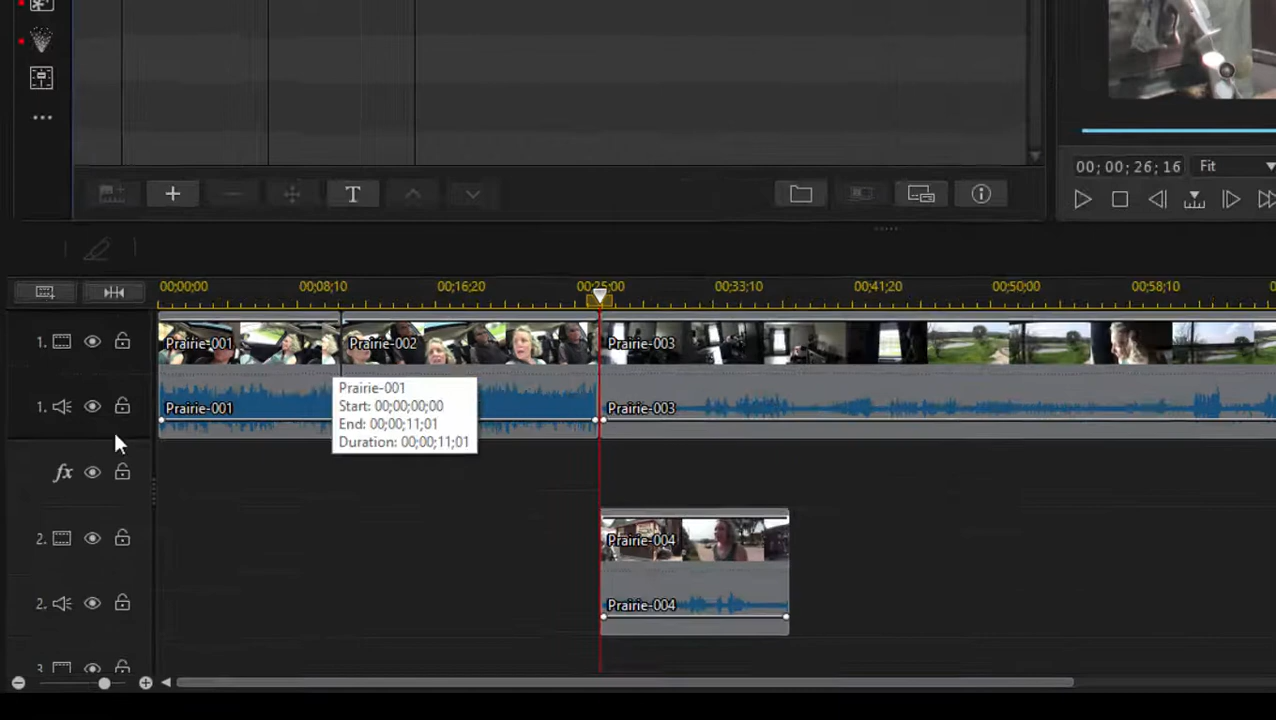 T
00;00;26;16 Fit
00;00;00 00;08;10 00;16;20 00;25;00 00;33;10 00;41;20 00;50;00 00;58;10
1. Prairie-001 Prairie-002 Prairie-003
Prairie-001
Start: 00;00;00;00
End: 00;00;11;01
Duration: 00;00;11;01
1. Prairie-001 Prairie-003
fx
2. Prairie-004
2. Prairie-004
3